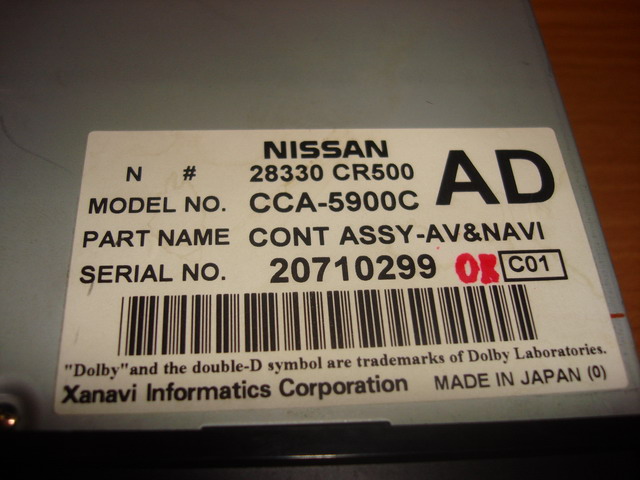 NISSAN
N # 28330 CR500
AD
MODEL NO. CCA-5900C
PART NAME CONT ASSY-AV&NAVI
SERIAL NO. 20710299 OK C01
"Dolby"and the double-D symbol are trademarks of Dolby Laboratories.
Xanavi Informatics Corporation MADE IN JAPAN (0)